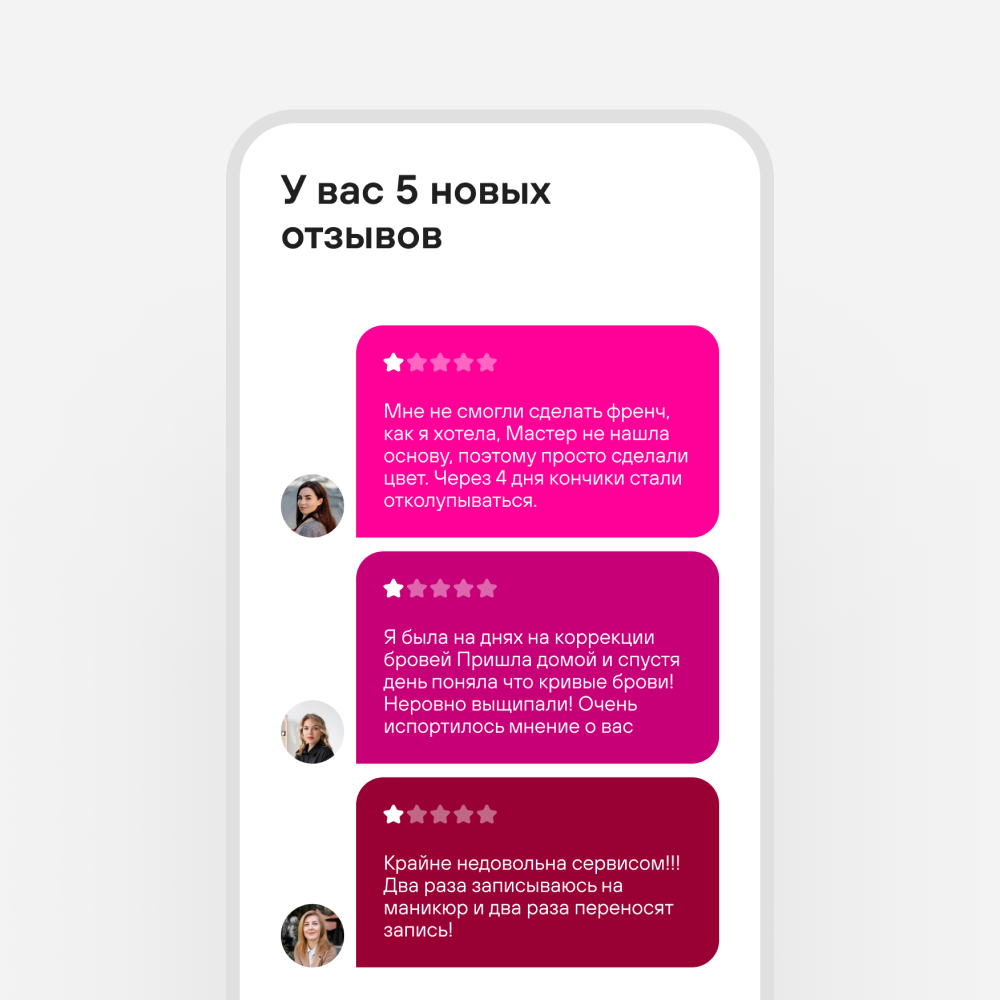 У вас 5 новых
отзывов
Мне не смогли сделать френч,
как я хотела, Мастер не нашла
основу, поэтому просто сделали
цвет. Через 4 дня кончики стали
отколупываться.
Я была на днях на коррекции
бровей Пришла домой и спустя
день поняла что кривые брови!
Неровно выщипали! Очень
испортилось мнение о вас
Крайне недовольна сервисом!!!
Два раза записываюсь на
маникюр и два раза переносят
запись!